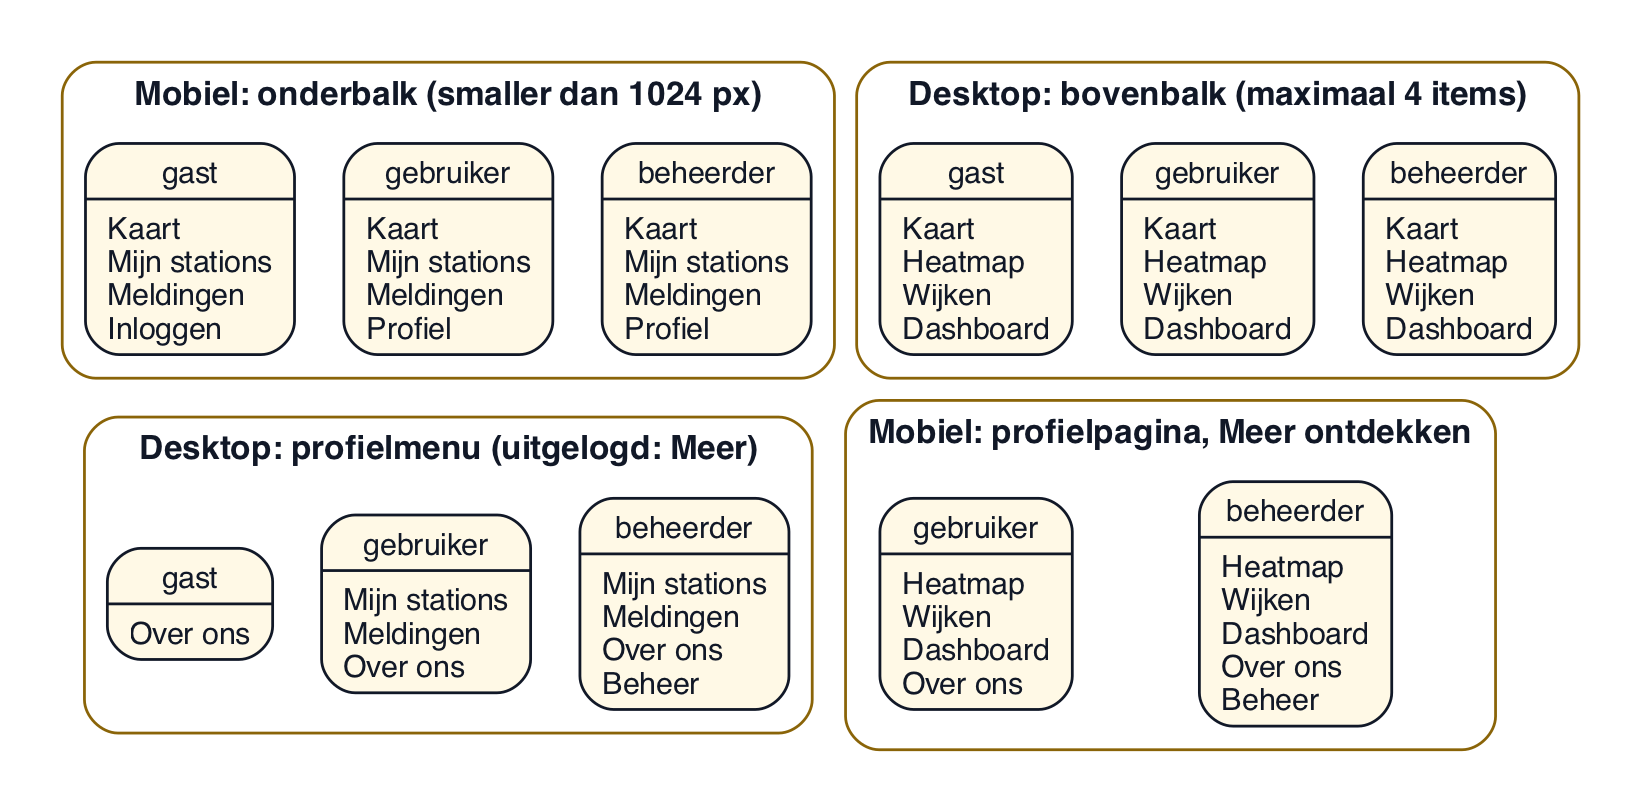 Mobiel: onderbalk (smaller dan 1024 px)
gast
Kaart
Mijn stations
Meldingen
Inloggen
gebruiker
Kaart
Mijn stations
Meldingen
Profiel
beheerder
Kaart
Mijn stations
Meldingen
Profiel
Desktop: bovenbalk (maximaal 4 items)
gast
Kaart
Heatmap
Wijken
Dashboard
gebruiker
Kaart
Heatmap
Wijken
Dashboard
beheerder
Kaart
Heatmap
Wijken
Dashboard
Desktop: profielmenu (uitgelogd: Meer)
gast
Over ons
gebruiker
Mijn stations
Meldingen
Over ons
beheerder
Mijn stations
Meldingen
Over ons
Beheer
Mobiel: profielpagina, Meer ontdekken
gebruiker
Heatmap
Wijken
Dashboard
Over ons
beheerder
Heatmap
Wijken
Dashboard
Over ons
Beheer